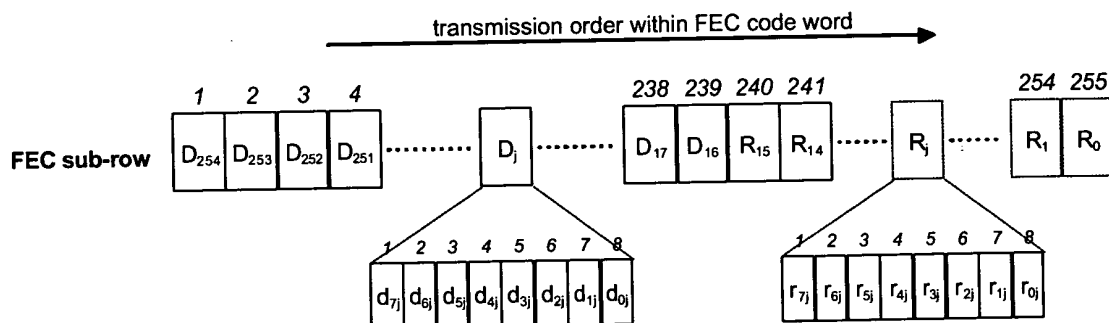 transmission order within FEC code word
1 2 3 4 238 239 240 241 254 255
FEC sub-row D₂₅₄ D₂₅₃ D₂₅₂ D₂₅₁ ........ Dⱼ ........ D₁₇ D₁₆ R₁₅ R₁₄ ........ Rⱼ ........ R₁ R₀
1 2 3 4 5 6 7 8 1 2 3 4 5 6 7 8
d₇ⱼ d₆ⱼ d₅ⱼ d₄ⱼ d₃ⱼ d₂ⱼ d₁ⱼ d₀ⱼ r₇ⱼ r₆ⱼ r₅ⱼ r₄ⱼ r₃ⱼ r₂ⱼ r₁ⱼ r₀ⱼ